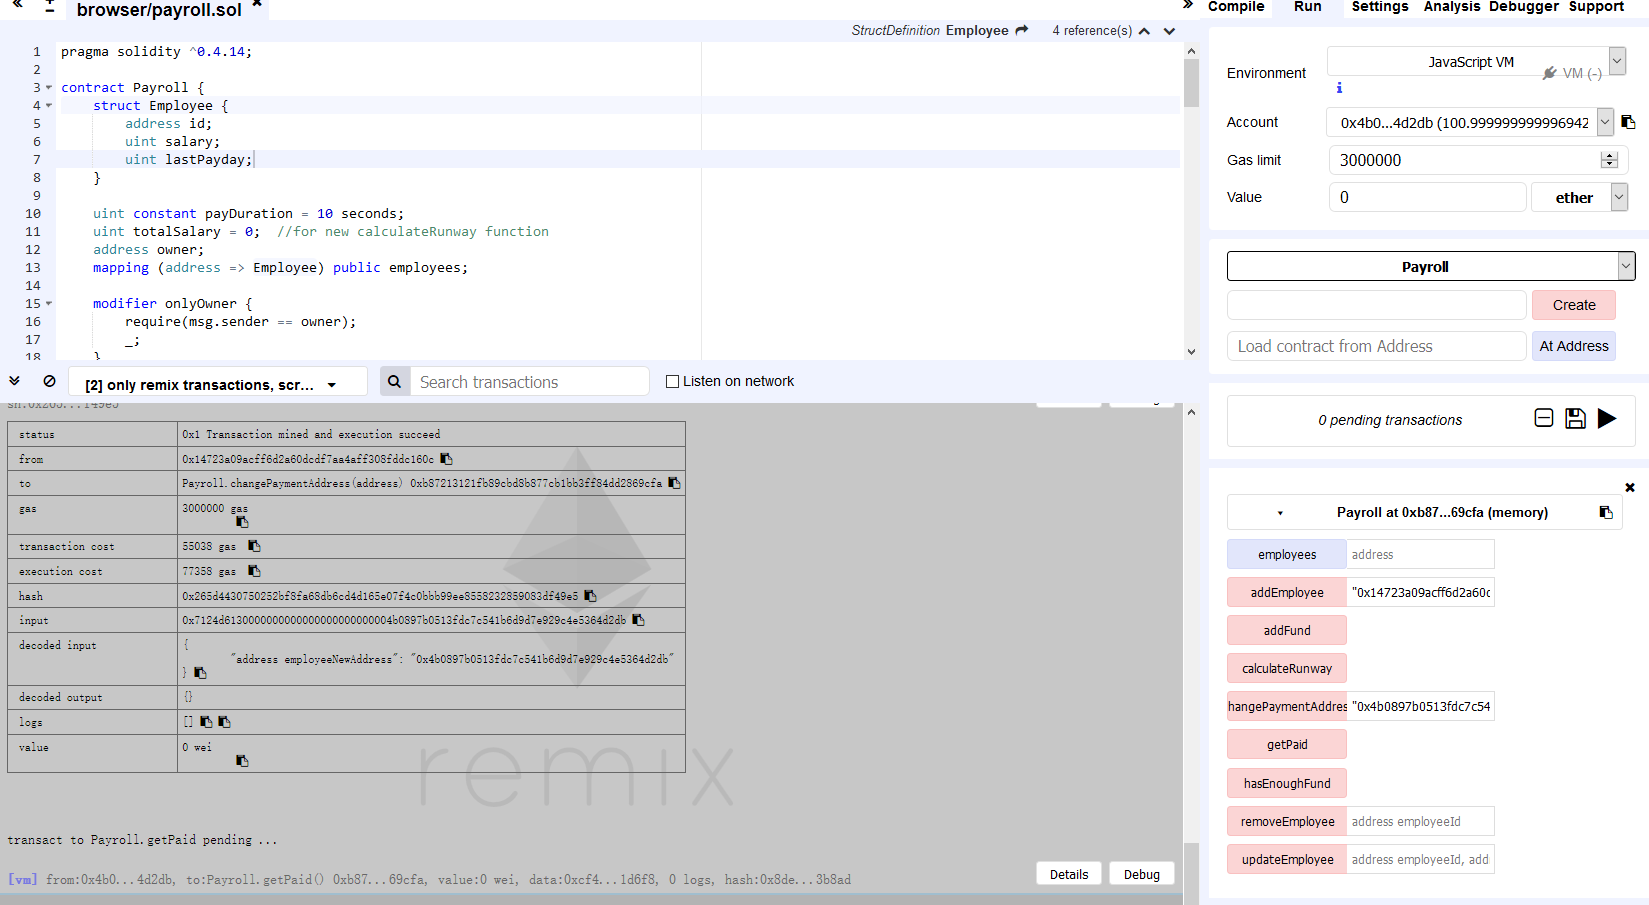 browser/payroll.sol
StructDefinition Employee 4 reference(s)
1 pragma solidity ^0.4.14;
2
3 contract Payroll {
4 struct Employee {
5 address id;
6 uint salary;
7 uint lastPayday;
8 }
9
10 uint constant payDuration = 10 seconds;
11 uint totalSalary = 0; //for new calculateRunway function
12 address owner;
13 mapping (address => Employee) public employees;
14
15 modifier onlyOwner {
16 require(msg.sender == owner);
17 _;
18 }
[2] only remix transactions, scr...
Search transactions
Listen on network
status 0x1 Transaction mined and execution succeed
from 0x14723a09acff6d2a60dcdf7aa4aff308fddc160c
to Payroll.changePaymentAddress(address) 0xb87213121fb89cbd8b877cb1bb3ff84dd2869cfa
gas 3000000 gas
transaction cost 55038 gas
execution cost 77358 gas
hash 0x265d4430750252bf8fa68db6cd4d165e07f4c0bbb99ee8558232859083df49e5
input 0x7124d6130000000000000000000000004b0897b0513fdc7c541b6d9d7e929c4e5364d2db
decoded input {
"address employeeNewAddress": "0x4b0897b0513fdc7c541b6d9d7e929c4e5364d2db"
}
decoded output {}
logs []
value 0 wei
remix
transact to Payroll.getPaid pending ...
[vm] from:0x4b0...4d2db, to:Payroll.getPaid() 0xb87...69cfa, value:0 wei, data:0xcf4...1d6f8, 0 logs, hash:0x8de...3b8ad
Details Debug
Compile Run Settings Analysis Debugger Support
Environment JavaScript VM VM (-)
i
Account 0x4b0...4d2db (100.999999999996942
Gas limit 3000000
Value 0 ether
Payroll
Create
Load contract from Address At Address
0 pending transactions
Payroll at 0xb87...69cfa (memory)
employees address
addEmployee "0x14723a09acff6d2a60c
addFund
calculateRunway
hangePaymentAddres "0x4b0897b0513fdc7c54
getPaid
hasEnoughFund
removeEmployee address employeeId
updateEmployee address employeeId, add